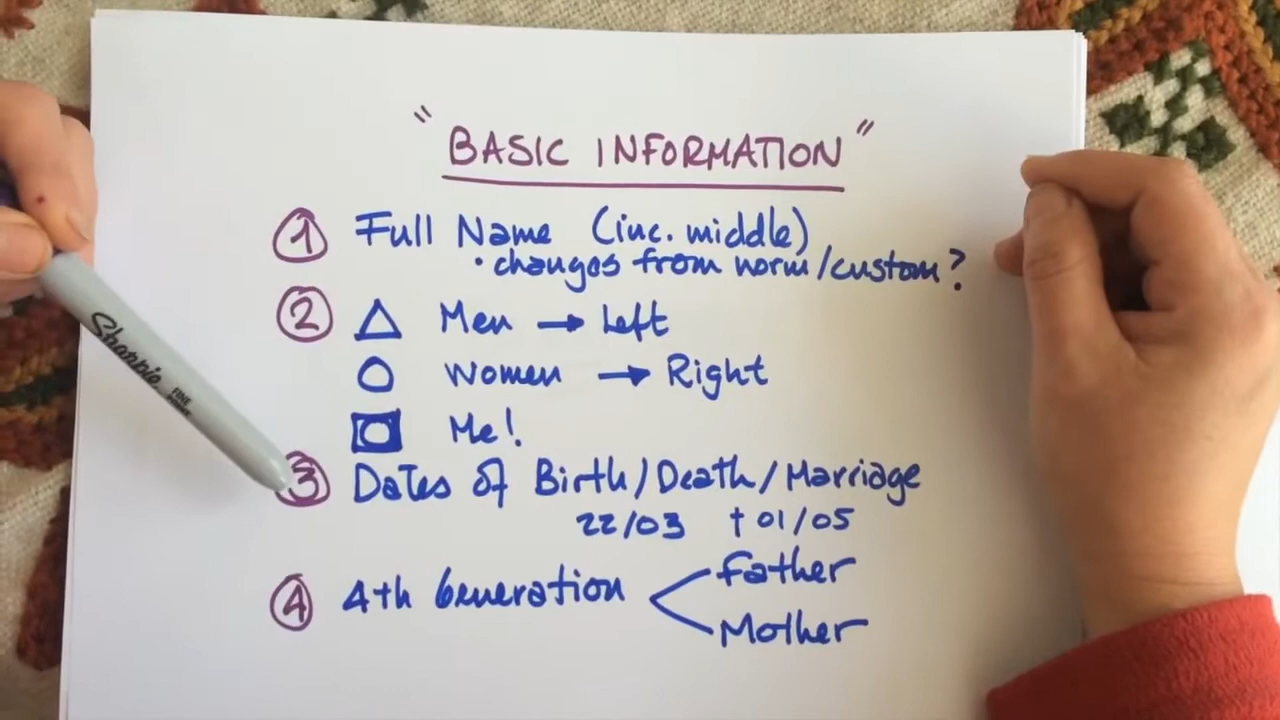 "BASIC INFORMATION"
1 Full Name (inc. middle)
• changes from norm/custom?
2 △ Men → Left
○ Women → Right
Me!
3 Dates of Birth/Death/Marriage
22/03 † 01/05
4 4th Generation < Father
Mother
Sharpie
FINE